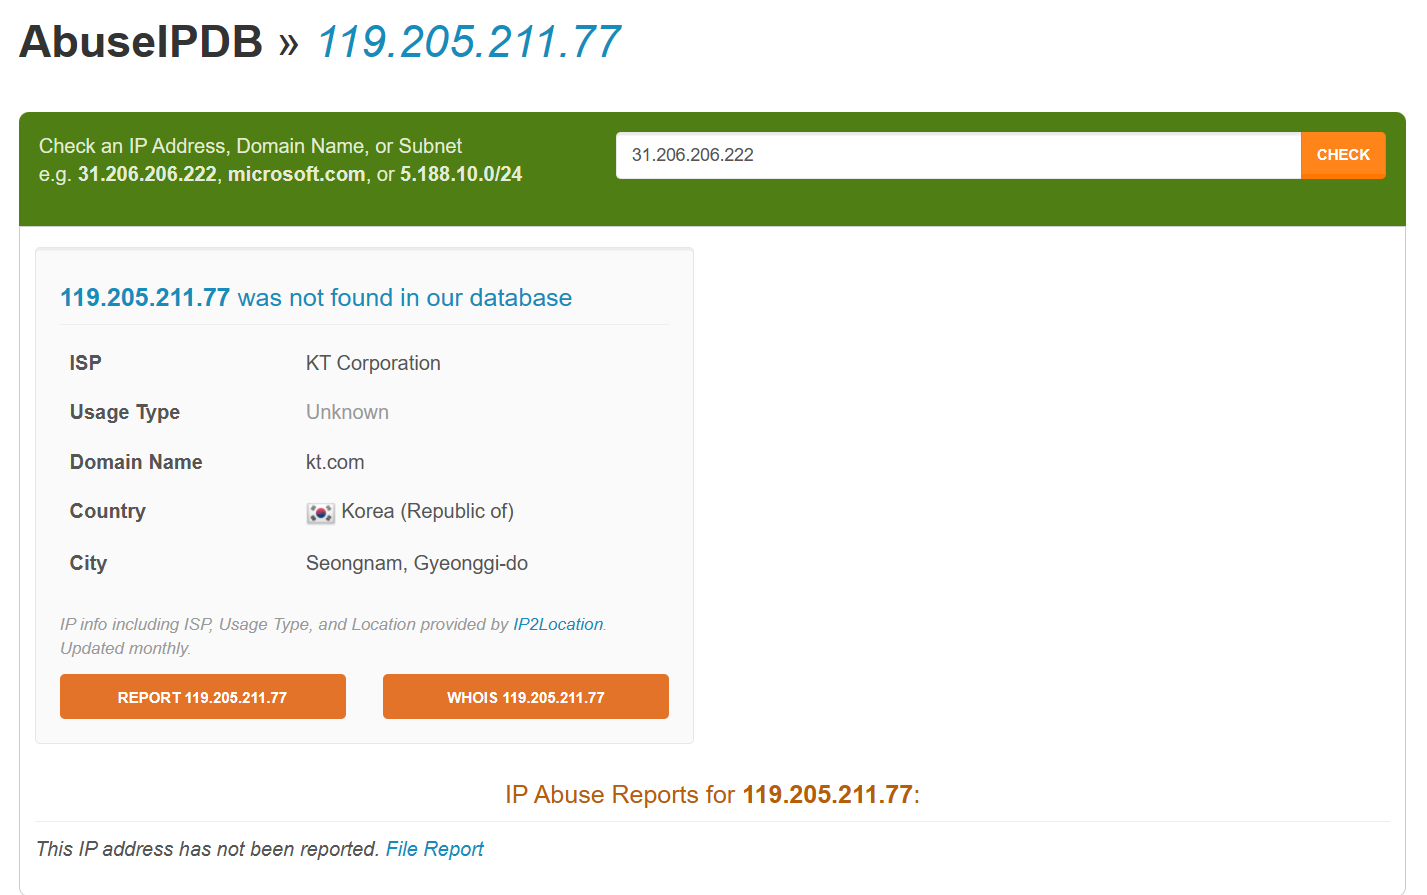 AbuseIPDB » 119.205.211.77
Check an IP Address, Domain Name, or Subnet
e.g. 31.206.206.222, microsoft.com, or 5.188.10.0/24
31.206.206.222
CHECK
119.205.211.77 was not found in our database
ISP KT Corporation
Usage Type Unknown
Domain Name kt.com
Country Korea (Republic of)
City Seongnam, Gyeonggi-do
IP info including ISP, Usage Type, and Location provided by IP2Location.
Updated monthly.
REPORT 119.205.211.77
WHOIS 119.205.211.77
IP Abuse Reports for 119.205.211.77:
This IP address has not been reported. File Report